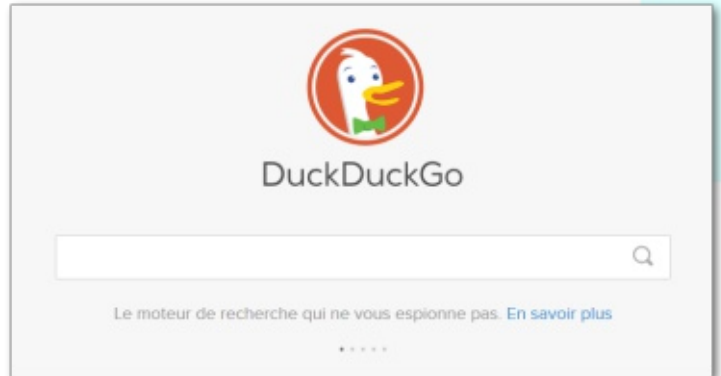 DuckDuckGo
Le moteur de recherche qui ne vous espionne pas. En savoir plus